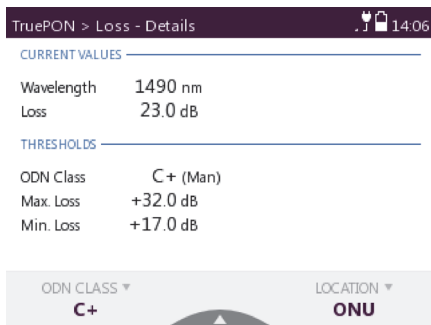 TruePON > Loss - Details 14:06
CURRENT VALUES
Wavelength 1490 nm
Loss 23.0 dB
THRESHOLDS
ODN Class C+ (Man)
Max. Loss +32.0 dB
Min. Loss +17.0 dB
ODN CLASS ▼ LOCATION ▼
C+ ONU